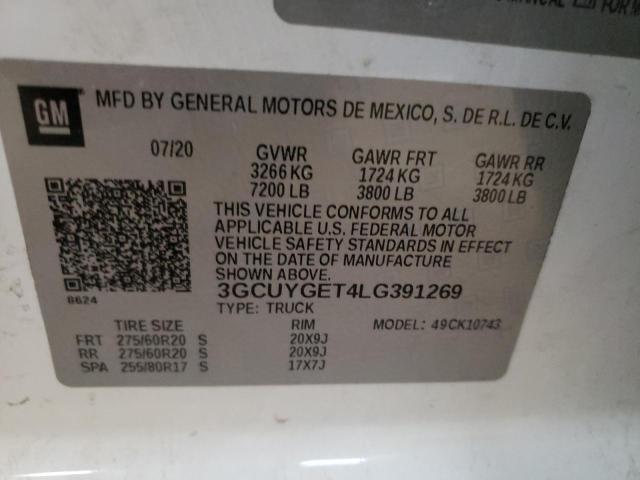 MANUAL
FOR M
GM
MFD BY GENERAL MOTORS DE MEXICO, S. DE R.L. DE C.V.
07/20 GVWR GAWR FRT GAWR RR
3266 KG 1724 KG 1724 KG
7200 LB 3800 LB 3800 LB
THIS VEHICLE CONFORMS TO ALL
APPLICABLE U.S. FEDERAL MOTOR
VEHICLE SAFETY STANDARDS IN EFFECT
ON THE DATE OF MANUFACTURE
SHOWN ABOVE.
8624
3GCUYGET4LG391269
TYPE: TRUCK MODEL: 49CK10743
TIRE SIZE RIM
FRT 275/60R20 S 20X9J
RR 275/60R20 S 20X9J
SPA 255/80R17 S 17X7J